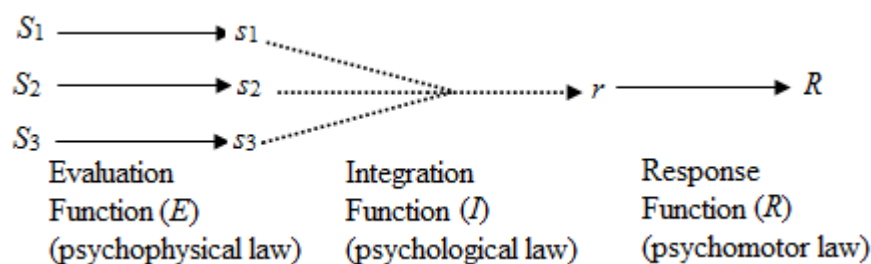 S1 s1
S2 s2 r R
S3 s3
Evaluation Integration Response
Function (E) Function (I) Function (R)
(psychophysical law) (psychological law) (psychomotor law)